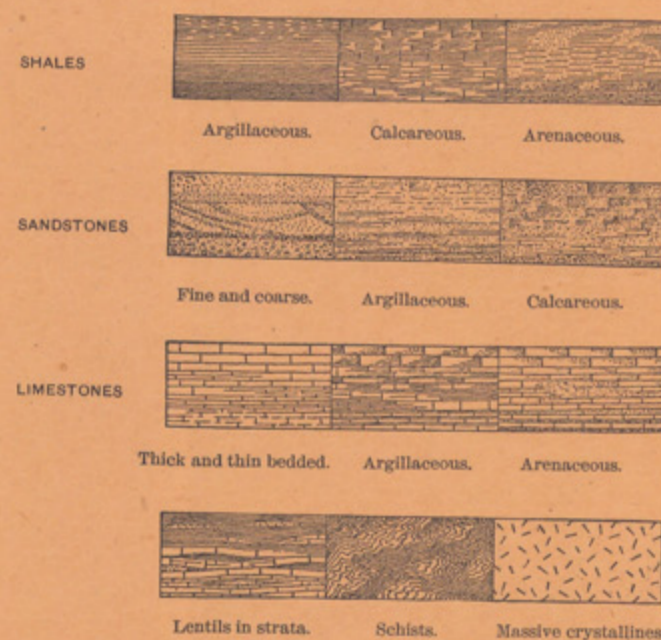 SHALES
Argillaceous. Calcareous. Arenaceous.
SANDSTONES
Fine and coarse. Argillaceous. Calcareous.
LIMESTONES
Thick and thin bedded. Argillaceous. Arenaceous.
Lentils in strata. Schists. Massive crystalline